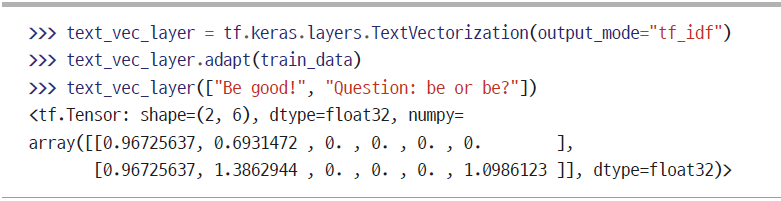 >>> text_vec_layer = tf.keras.layers.TextVectorization(output_mode="tf_idf")
>>> text_vec_layer.adapt(train_data)
>>> text_vec_layer(["Be good!", "Question: be or be?"])
<tf.Tensor: shape=(2, 6), dtype=float32, numpy=
array([[0.96725637, 0.6931472 , 0. , 0. , 0. , 0.        ],
       [0.96725637, 1.3862944 , 0. , 0. , 0. , 1.0986123 ]], dtype=float32)>